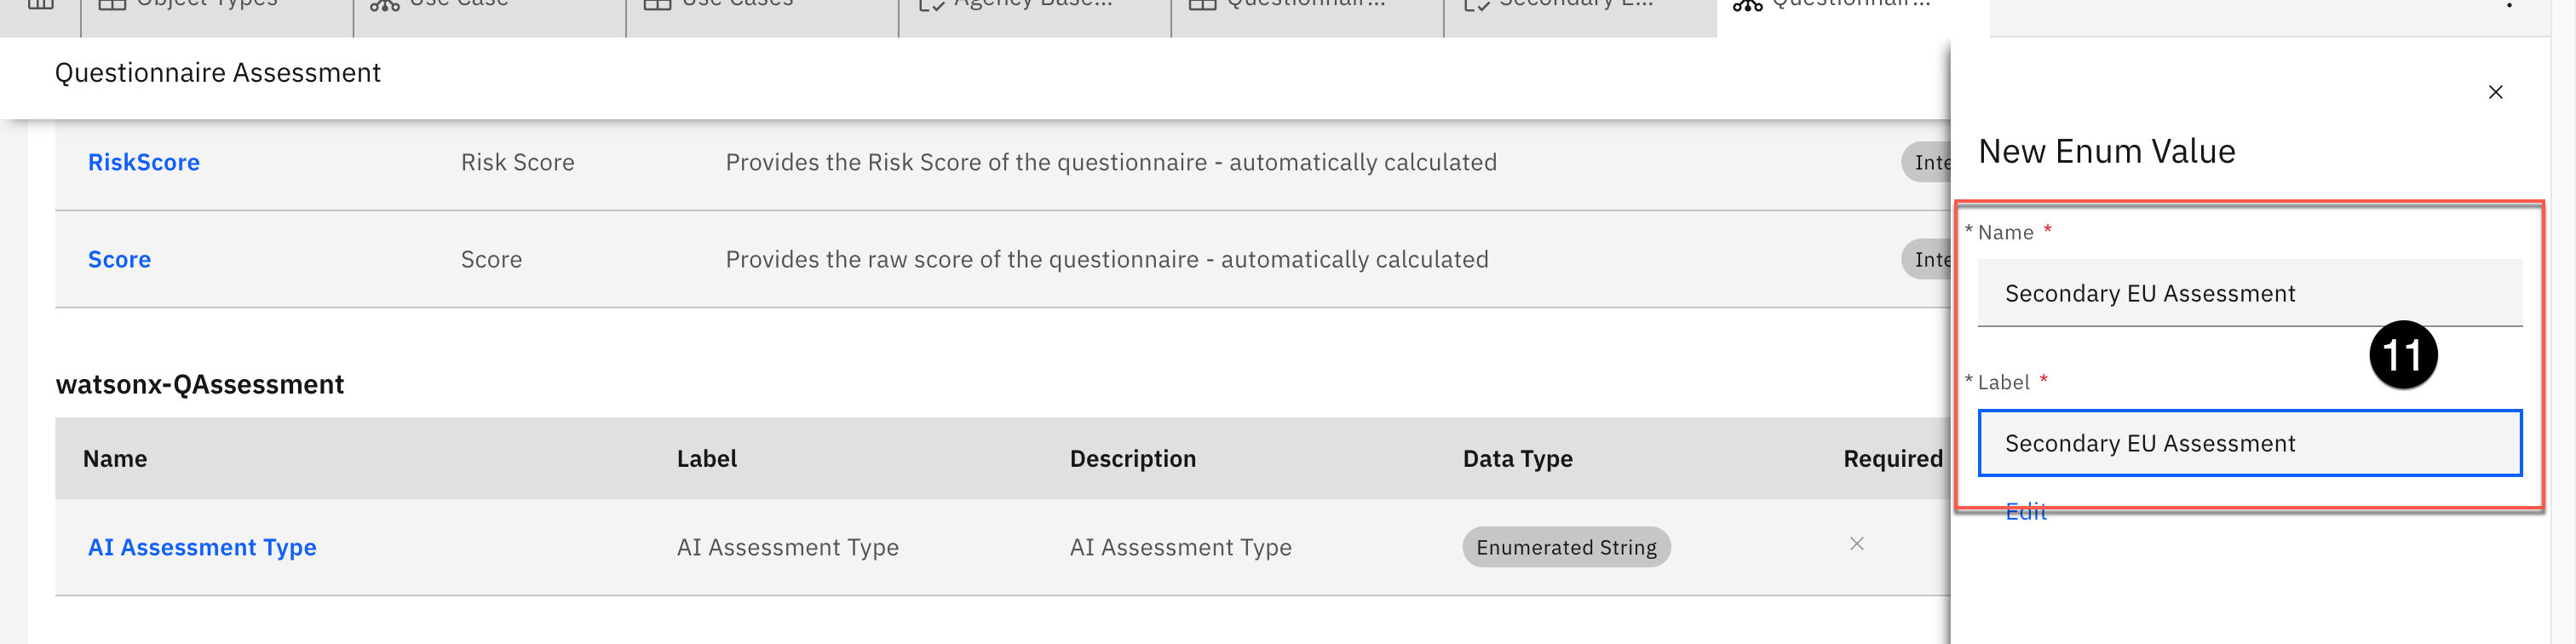 Object Types
Use Case
Use Cases
Agency Base...
Questionnair...
Secondary E...
Questionnair...
Questionnaire Assessment
RiskScore Risk Score Provides the Risk Score of the questionnaire - automatically calculated Inte
Score Score Provides the raw score of the questionnaire - automatically calculated Inte
watsonx-QAssessment
Name Label Description Data Type Required
AI Assessment Type AI Assessment Type AI Assessment Type Enumerated String
New Enum Value
* Name *
Secondary EU Assessment
11
* Label *
Secondary EU Assessment
Edit